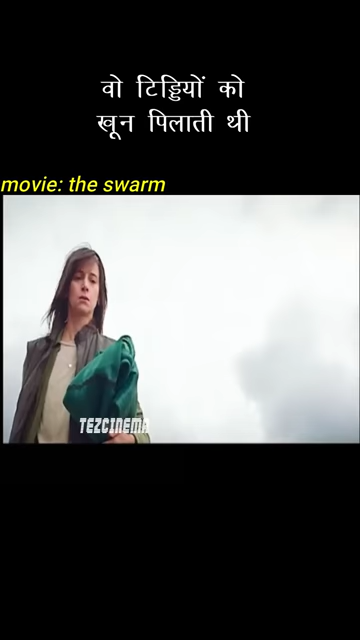 वो टिड्डियों को
खून पिलाती थी
movie: the swarm
TEZCINEMA